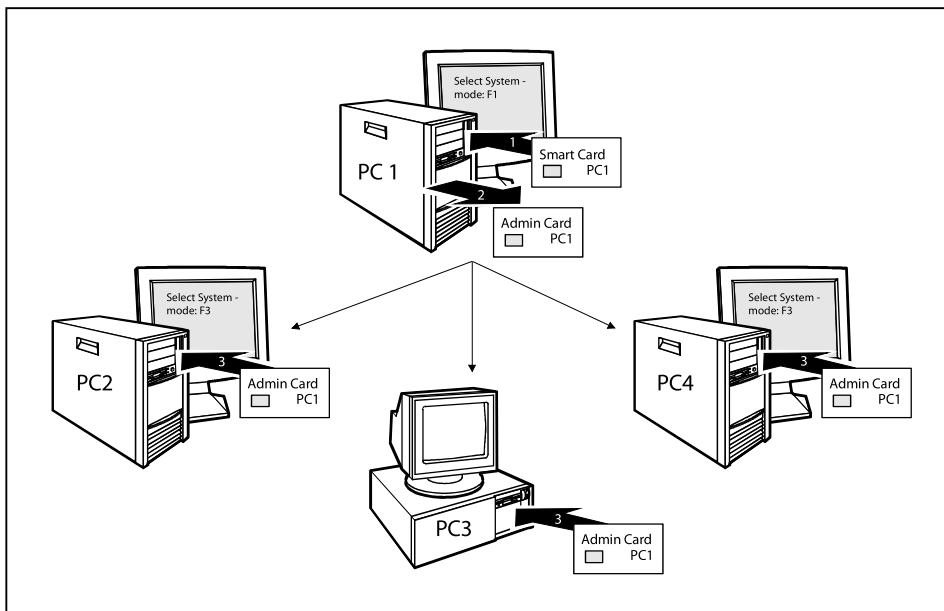 Select System -
mode: F1
1
Smart Card
PC1
PC 1
2
Admin Card
PC1
Select System -
mode: F3
3
PC2
Admin Card
PC1
Select System -
mode: F3
3
PC4
Admin Card
PC1
PC3
3
Admin Card
PC1